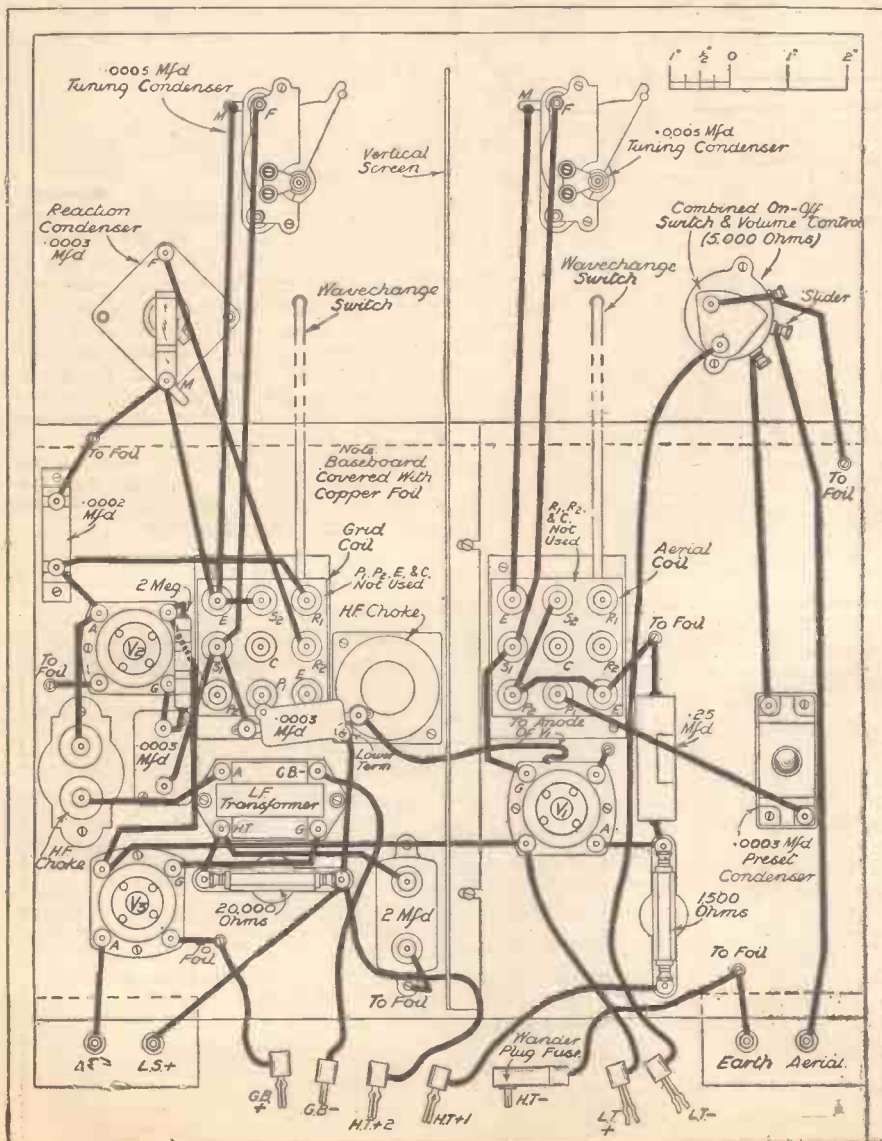 1" ½" 0 1" 2"
.0005 Mfd
Tuning Condenser
M
F
Vertical
Screen
M
F
.0005 Mfd
Tuning Condenser
Reaction
Condenser
.0003
Mfd
F
M
Wavechange
Switch
Wavechange
Switch
Combined On-Off
Switch & Volume Control
(5,000 Ohms)
Slider
To Foil
Note.
Baseboard
Covered With
Copper Foil
To
Foil
.0002
Mfd
Grid
Coil
P1, P2, E, & C.
Not Used
R1, R2.
& C.
Not
Used
Aerial
Coil
2 Meg
HF Choke
A
V2
G
To
Foil
E
S2
R1
S1
C
R2
P2
P1
E
E
S2
R1
S1
C
R2
P2
P1
E
To Foil
.0003
Mfd
.0003
Mfd
Lower
Term
To Anode
Of V1
.25
Mfd
HF
Choke
A
G.B-
LF
Transformer
H.T
G
G
V1
A
.0003 Mfd
Preset
Condenser
V3
G
A
20,000
Ohms
2 Mfd
1,500
Ohms
To
Foil
To Foil
To Foil
L.S+
Wander
Plug Fuse
Earth
Aerial.
G.B
+
G.B-
H.T+2
H.T+1
H.T-
L.T
+
L.T-